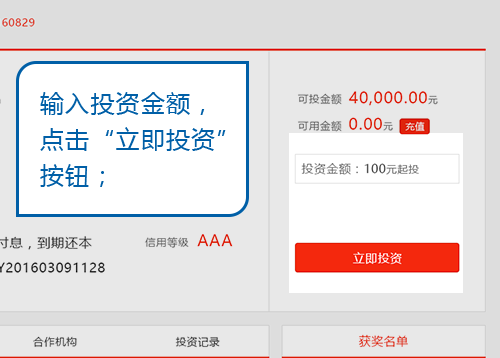 60829
输入投资金额，
点击“立即投资”
按钮；
可投金额 40,000.00元
可用金额 0.00元 充值
投资金额：100元起投
立即投资
付息，到期还本
信用等级 AAA
Y201603091128
合作机构
投资记录
获奖名单